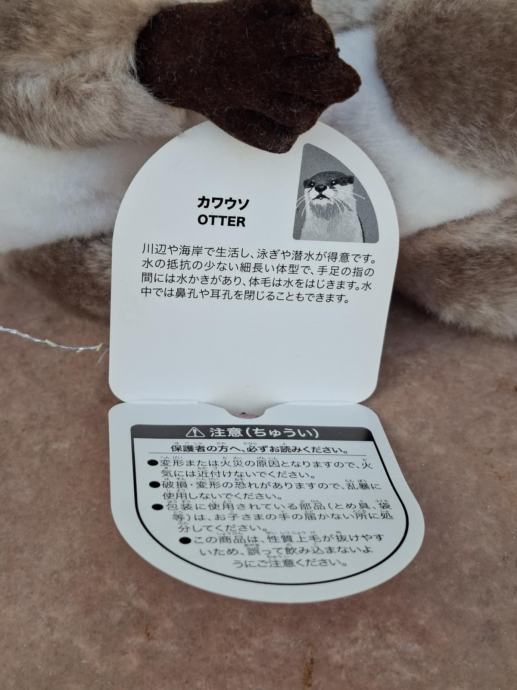 カワウソ
OTTER
川辺や海岸で生活し、泳ぎや潜水が得意です。
水の抵抗の少ない細長い体型で、手足の指の
間には水かきがあり、体毛は水をはじきます。水
中では鼻孔や耳孔を閉じることもできます。
⚠ 注意(ちゅうい)
保護者の方へ、必ずお読みください。
●変形または火災の原因となりますので、火
気には近付けないでください。
●破損・変形の恐れがありますので、乱暴に
使用しないでください。
●包装に使用されている部品(とめ具、袋
等)は、お子さまの手の届かない所に処
分してください。
●この商品は、性質上毛が抜けやす
いため、誤って飲み込まないよ
うにご注意ください。